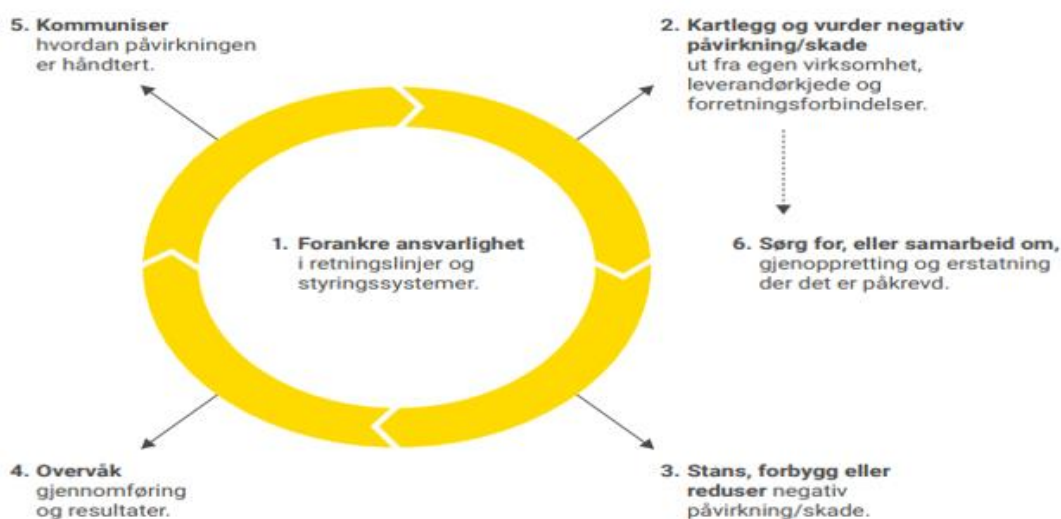 5. Kommuniser
hvordan påvirkningen
er håndtert.
2. Kartlegg og vurder negativ
påvirkning/skade
ut fra egen virksomhet,
leverandørkjede og
forretningsforbindelser.
1. Forankre ansvarlighet
i retningslinjer og
styringssystemer.
6. Sørg for, eller samarbeid om,
gjenoppretting og erstatning
der det er påkrevd.
4. Overvåk
gjennomføring
og resultater.
3. Stans, forbygg eller
reduser negativ
påvirkning/skade.